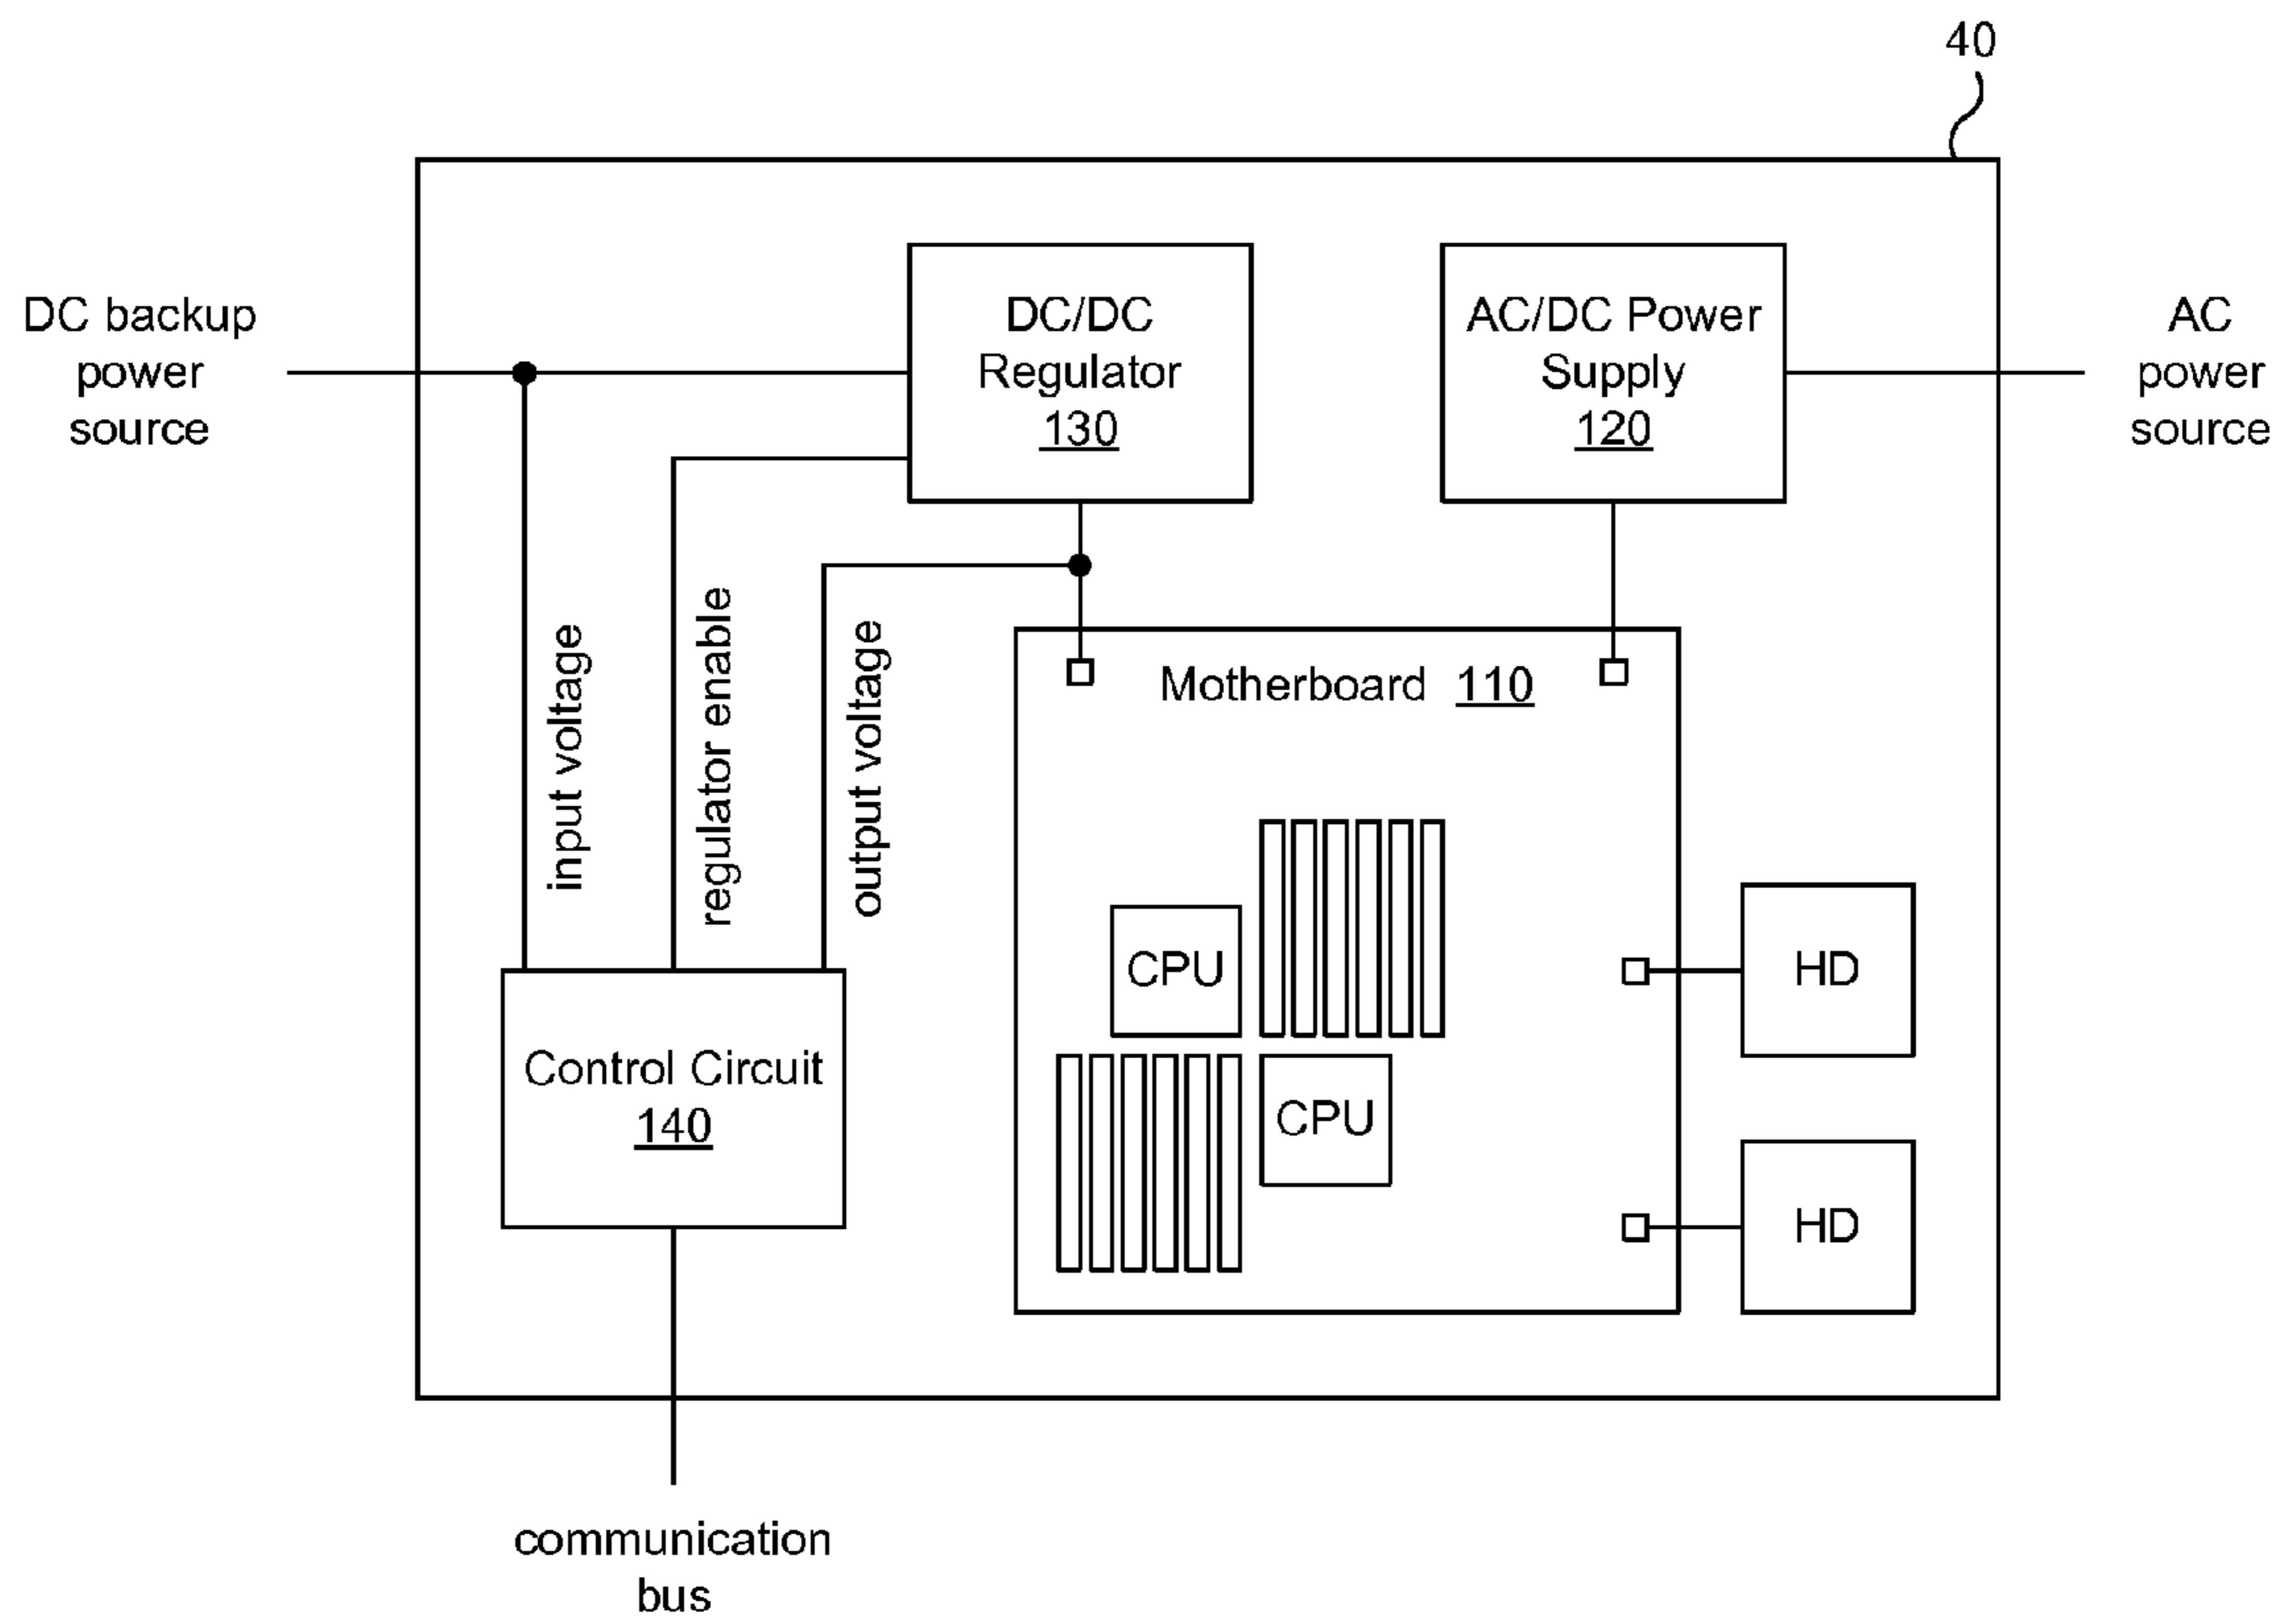 40
DC backup
power
source
DC/DC
Regulator
130
AC/DC Power
Supply
120
AC
power
source
input voltage
regulator enable
output voltage
Motherboard 110
CPU
HD
Control Circuit
140
CPU
HD
communication
bus